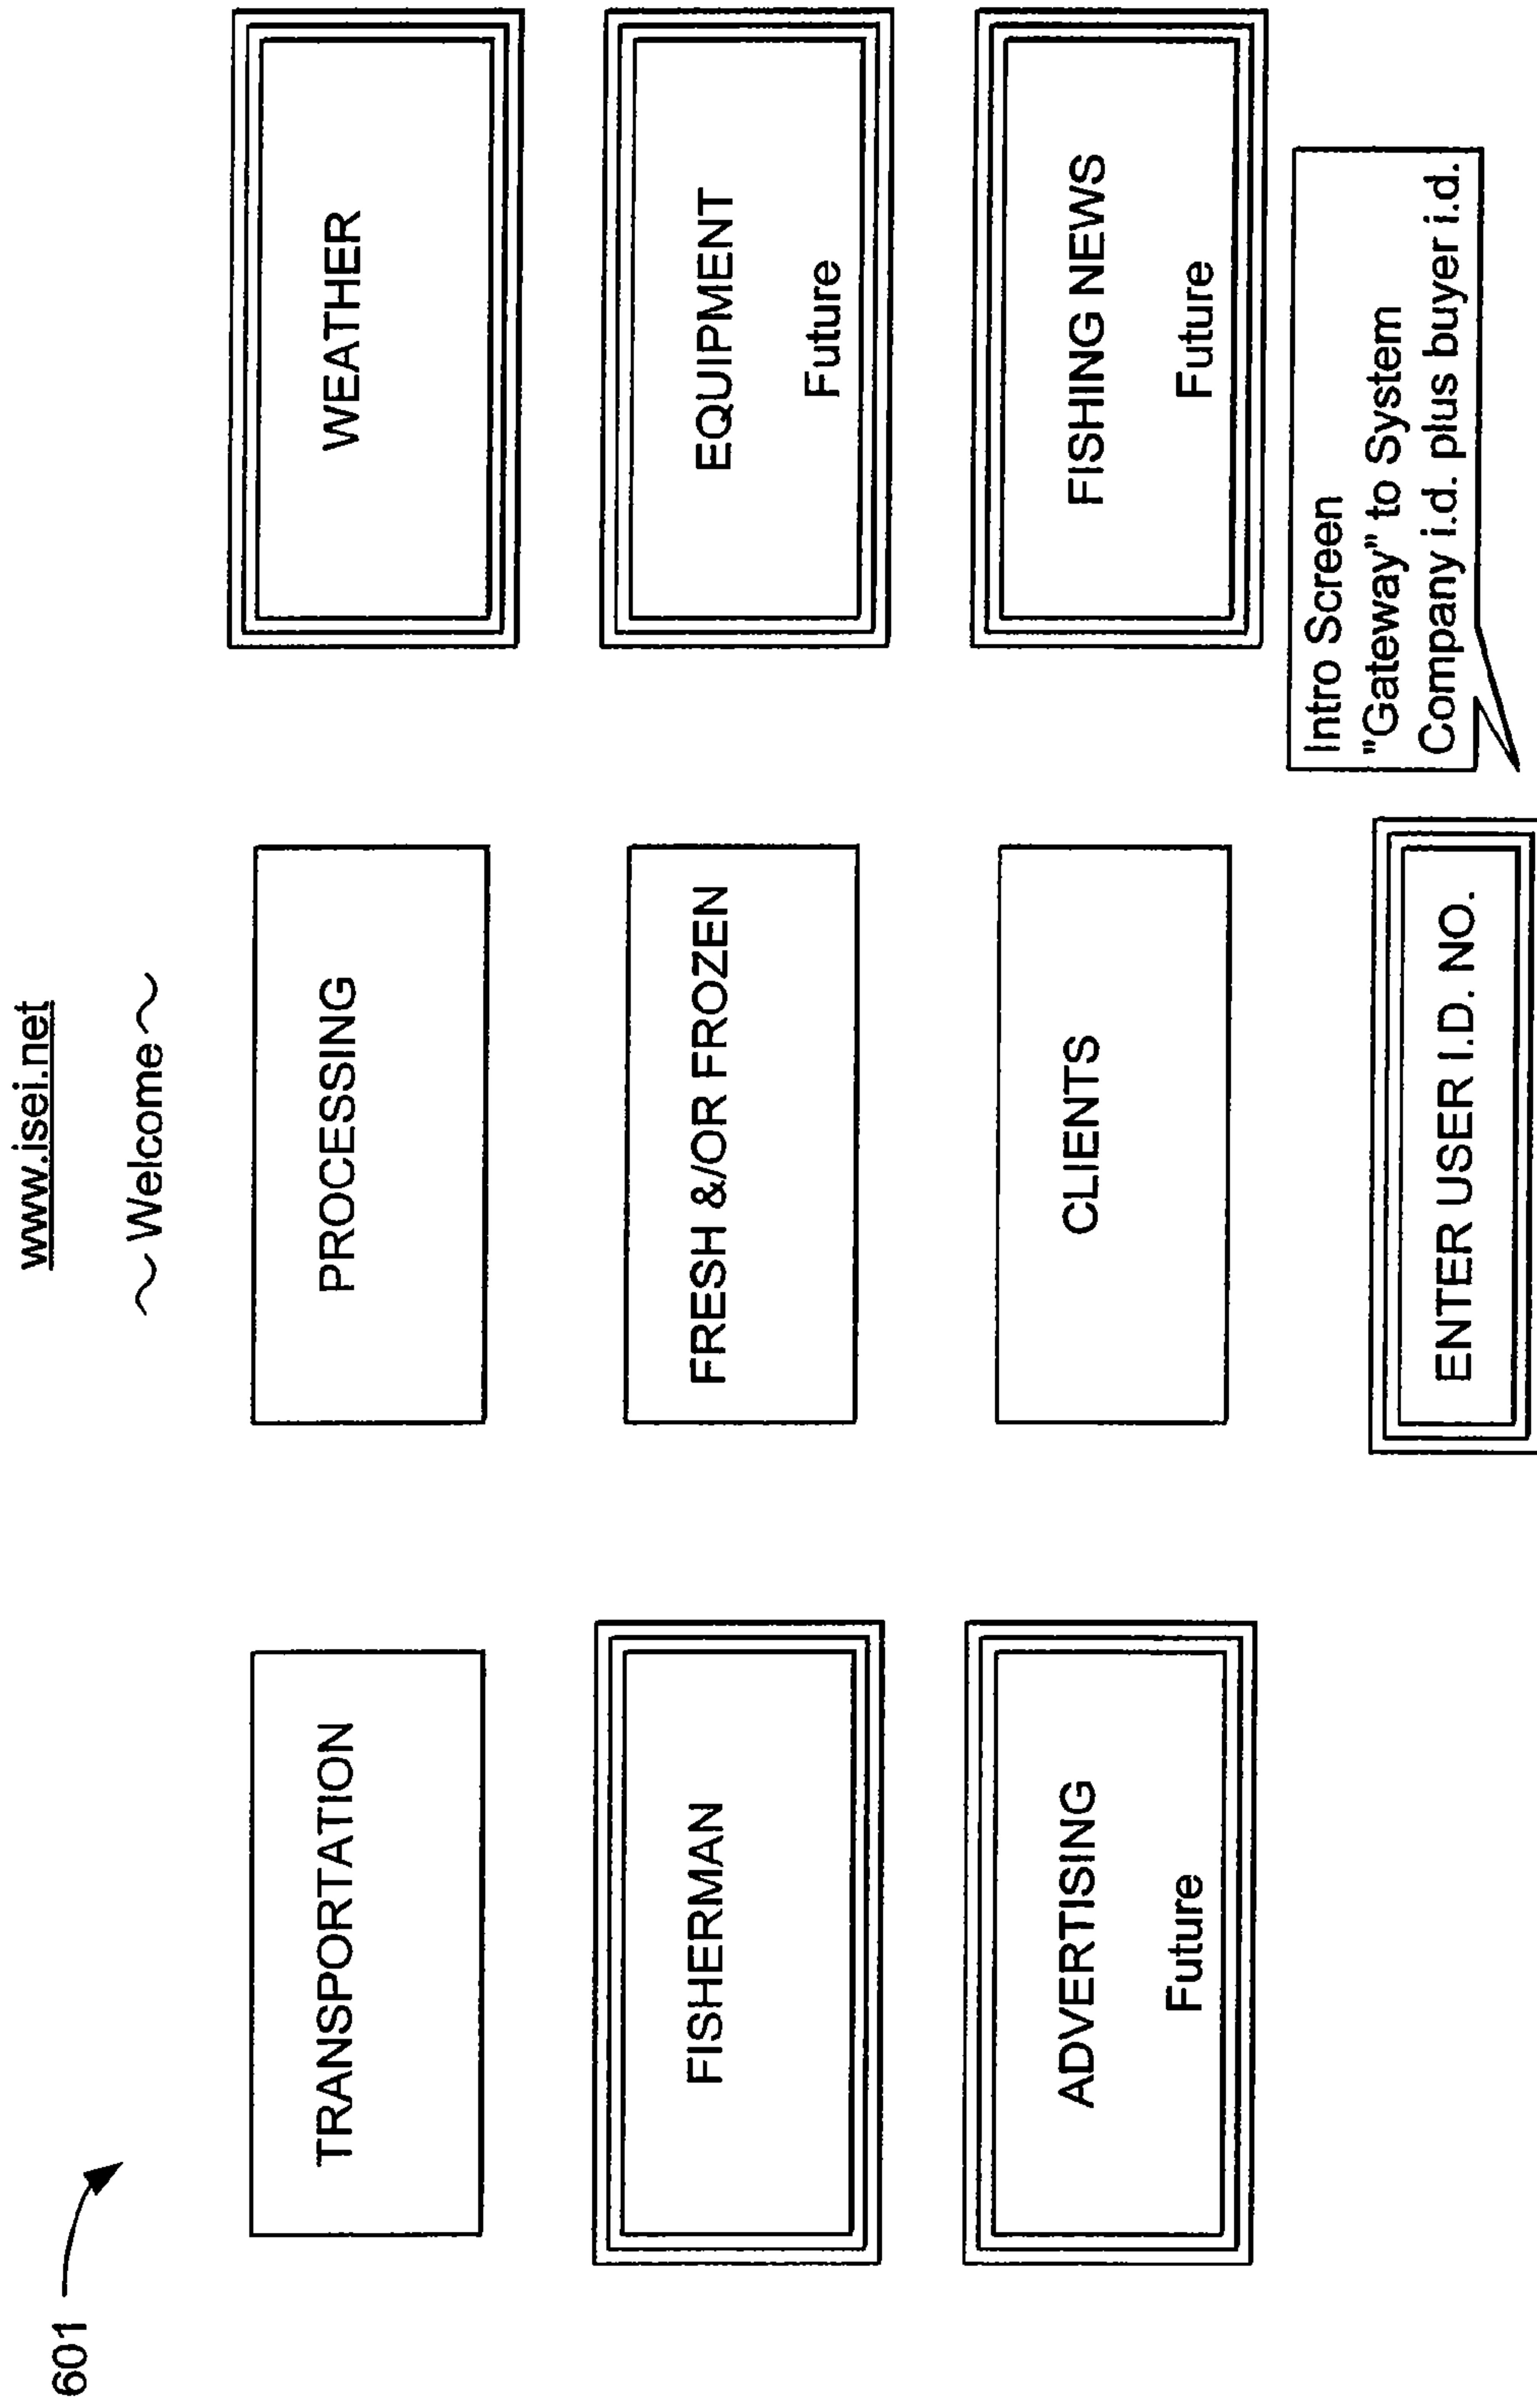 601
www.isei.net
~ Welcome ~
TRANSPORTATION
PROCESSING
WEATHER
FISHERMAN
FRESH &/OR FROZEN
EQUIPMENT
Future
ADVERTISING
Future
CLIENTS
FISHING NEWS
Future
Intro Screen
"Gateway" to System
Company i.d. plus buyer i.d.
ENTER USER I.D. NO.